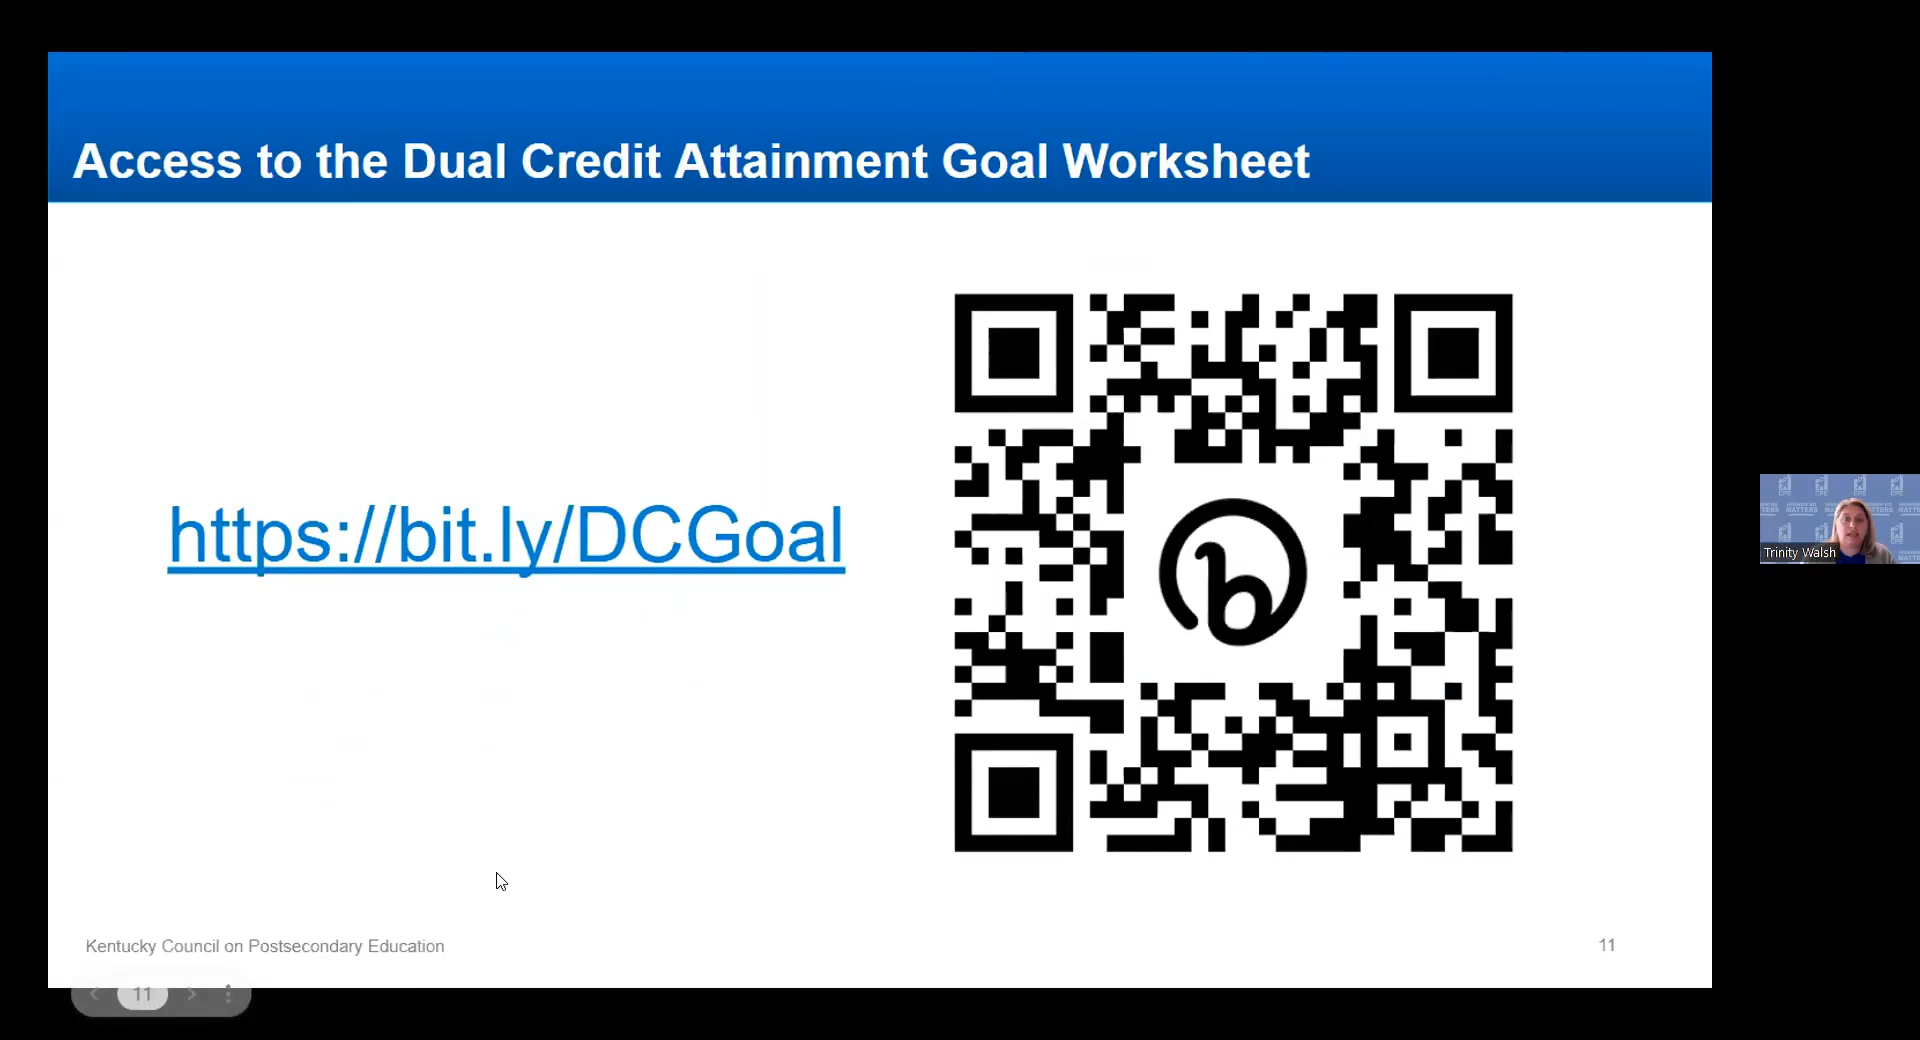 Access to the Dual Credit Attainment Goal Worksheet
https://bit.ly/DCGoal
b
Trinity Walsh
Kentucky Council on Postsecondary Education
11
11